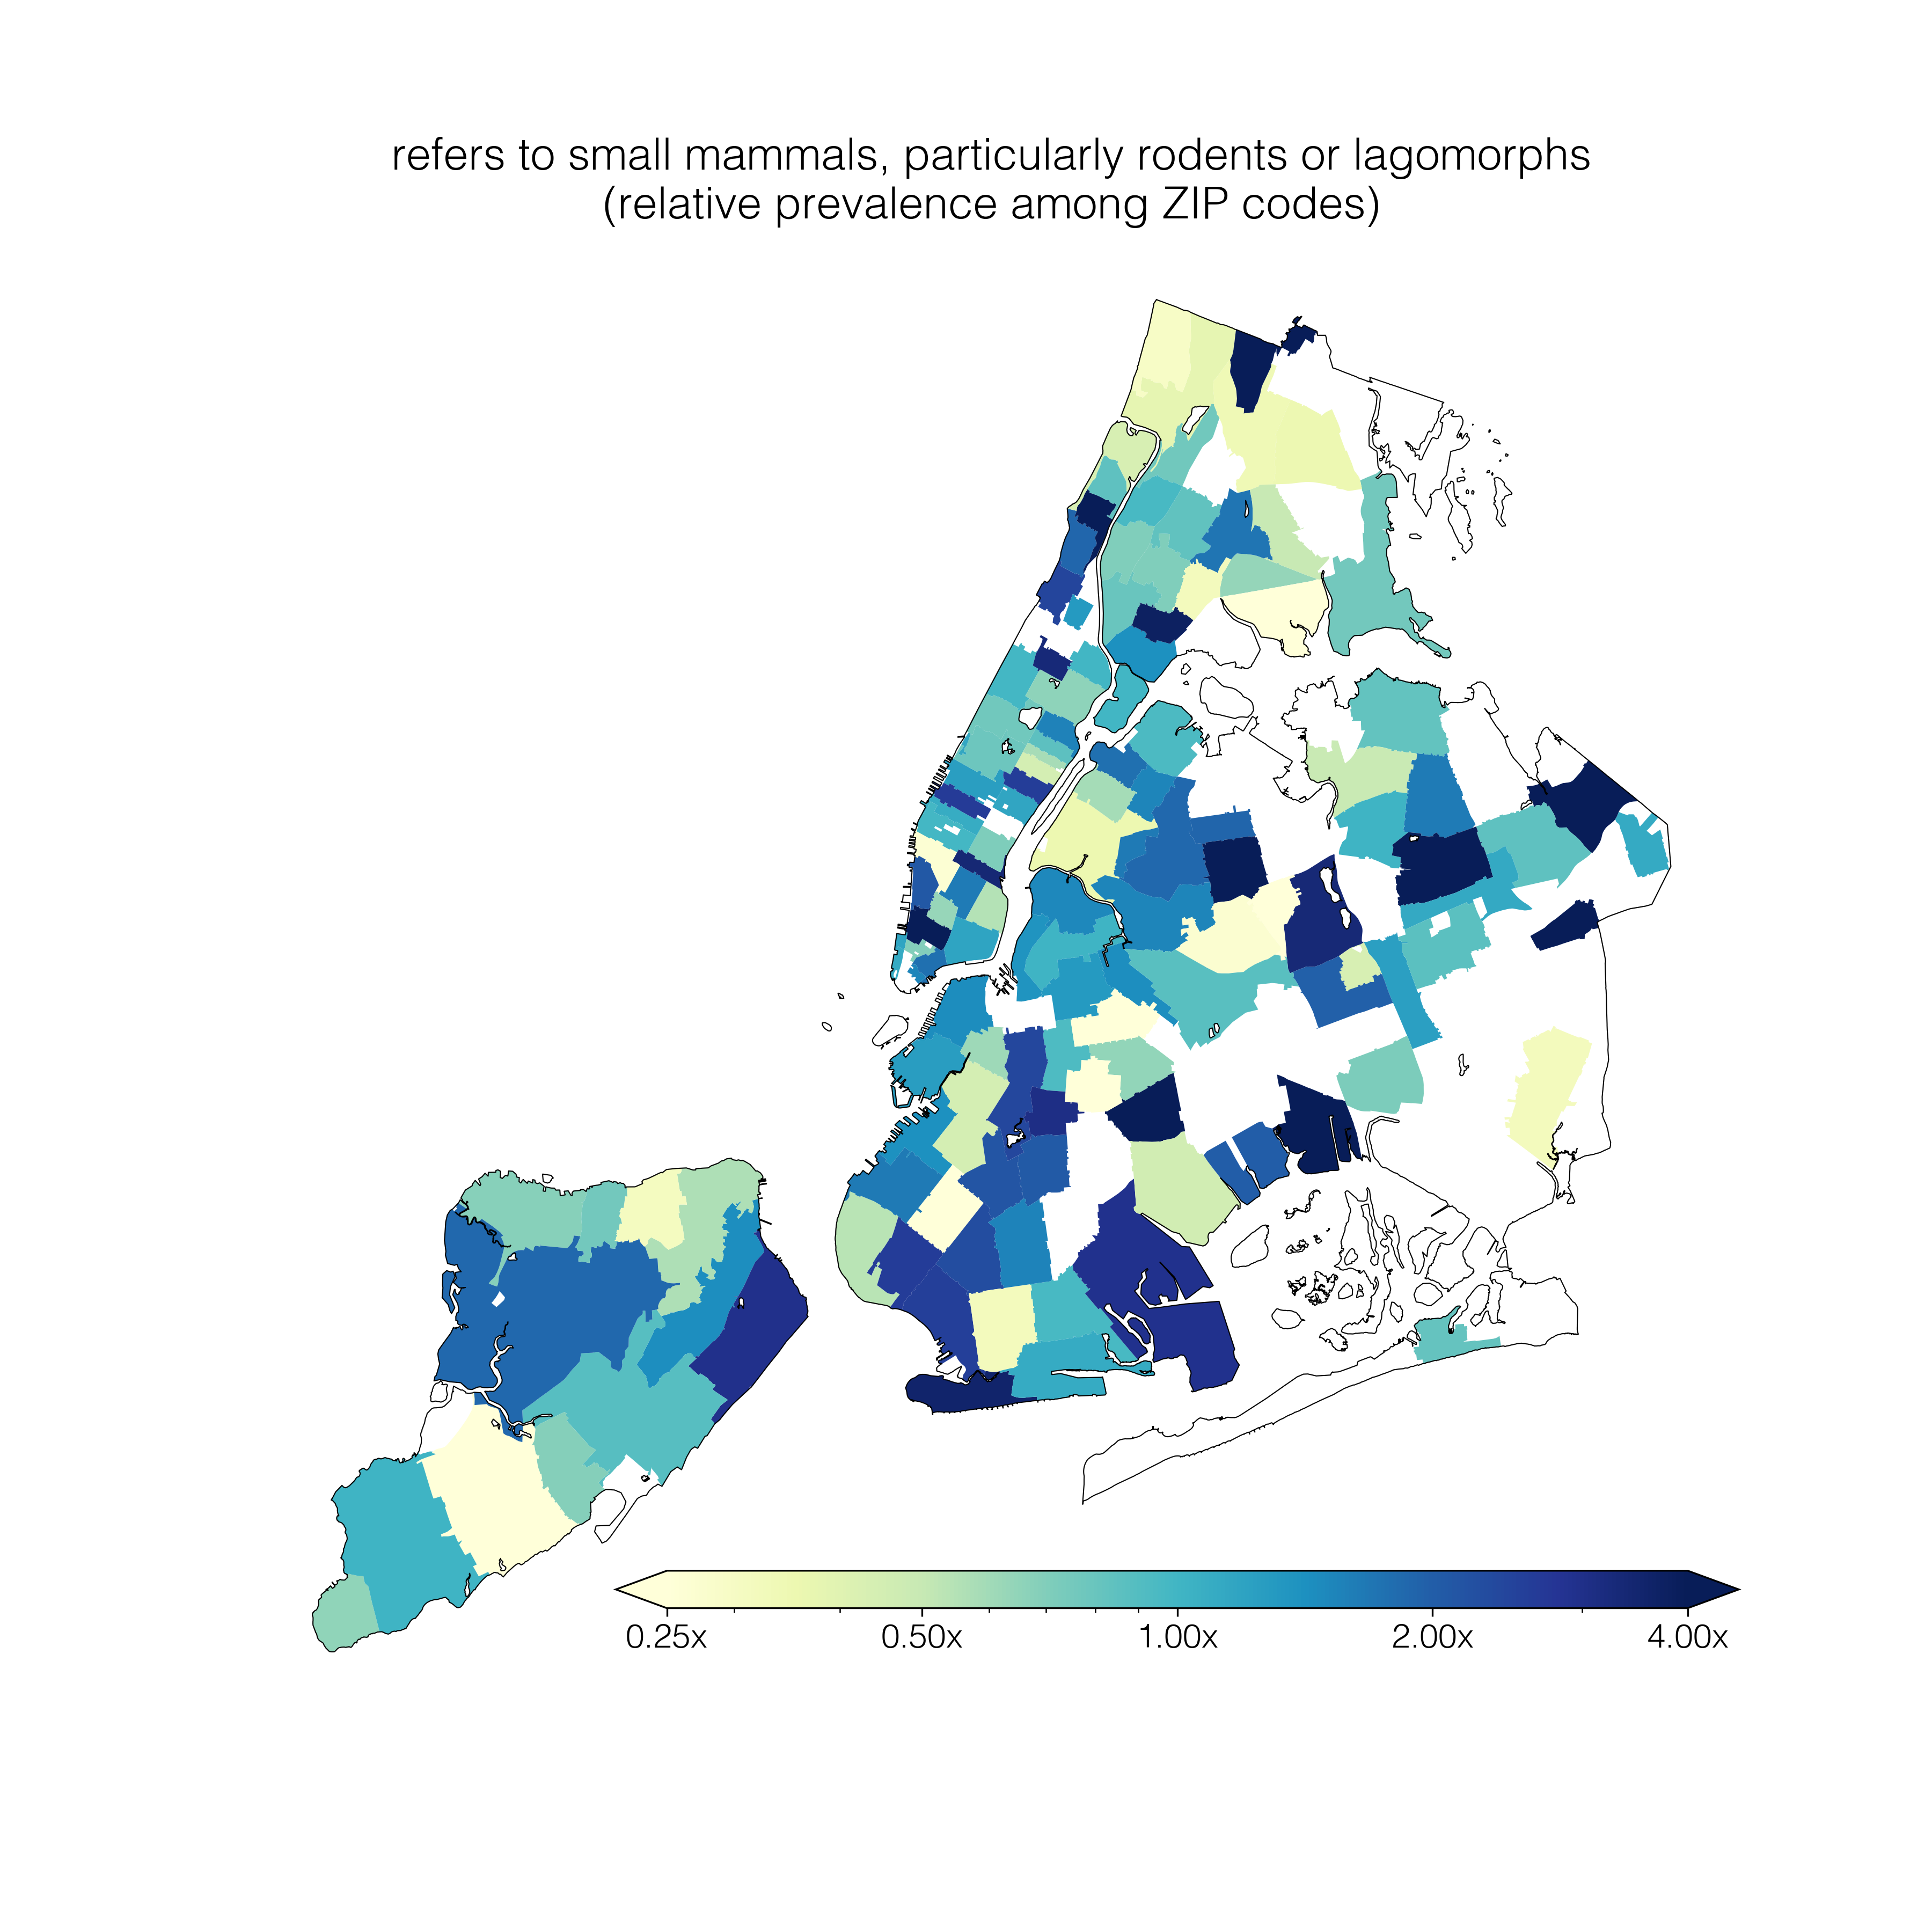 refers to small mammals, particularly rodents or lagomorphs
(relative prevalence among ZIP codes)
0.25x 0.50x 1.00x 2.00x 4.00x